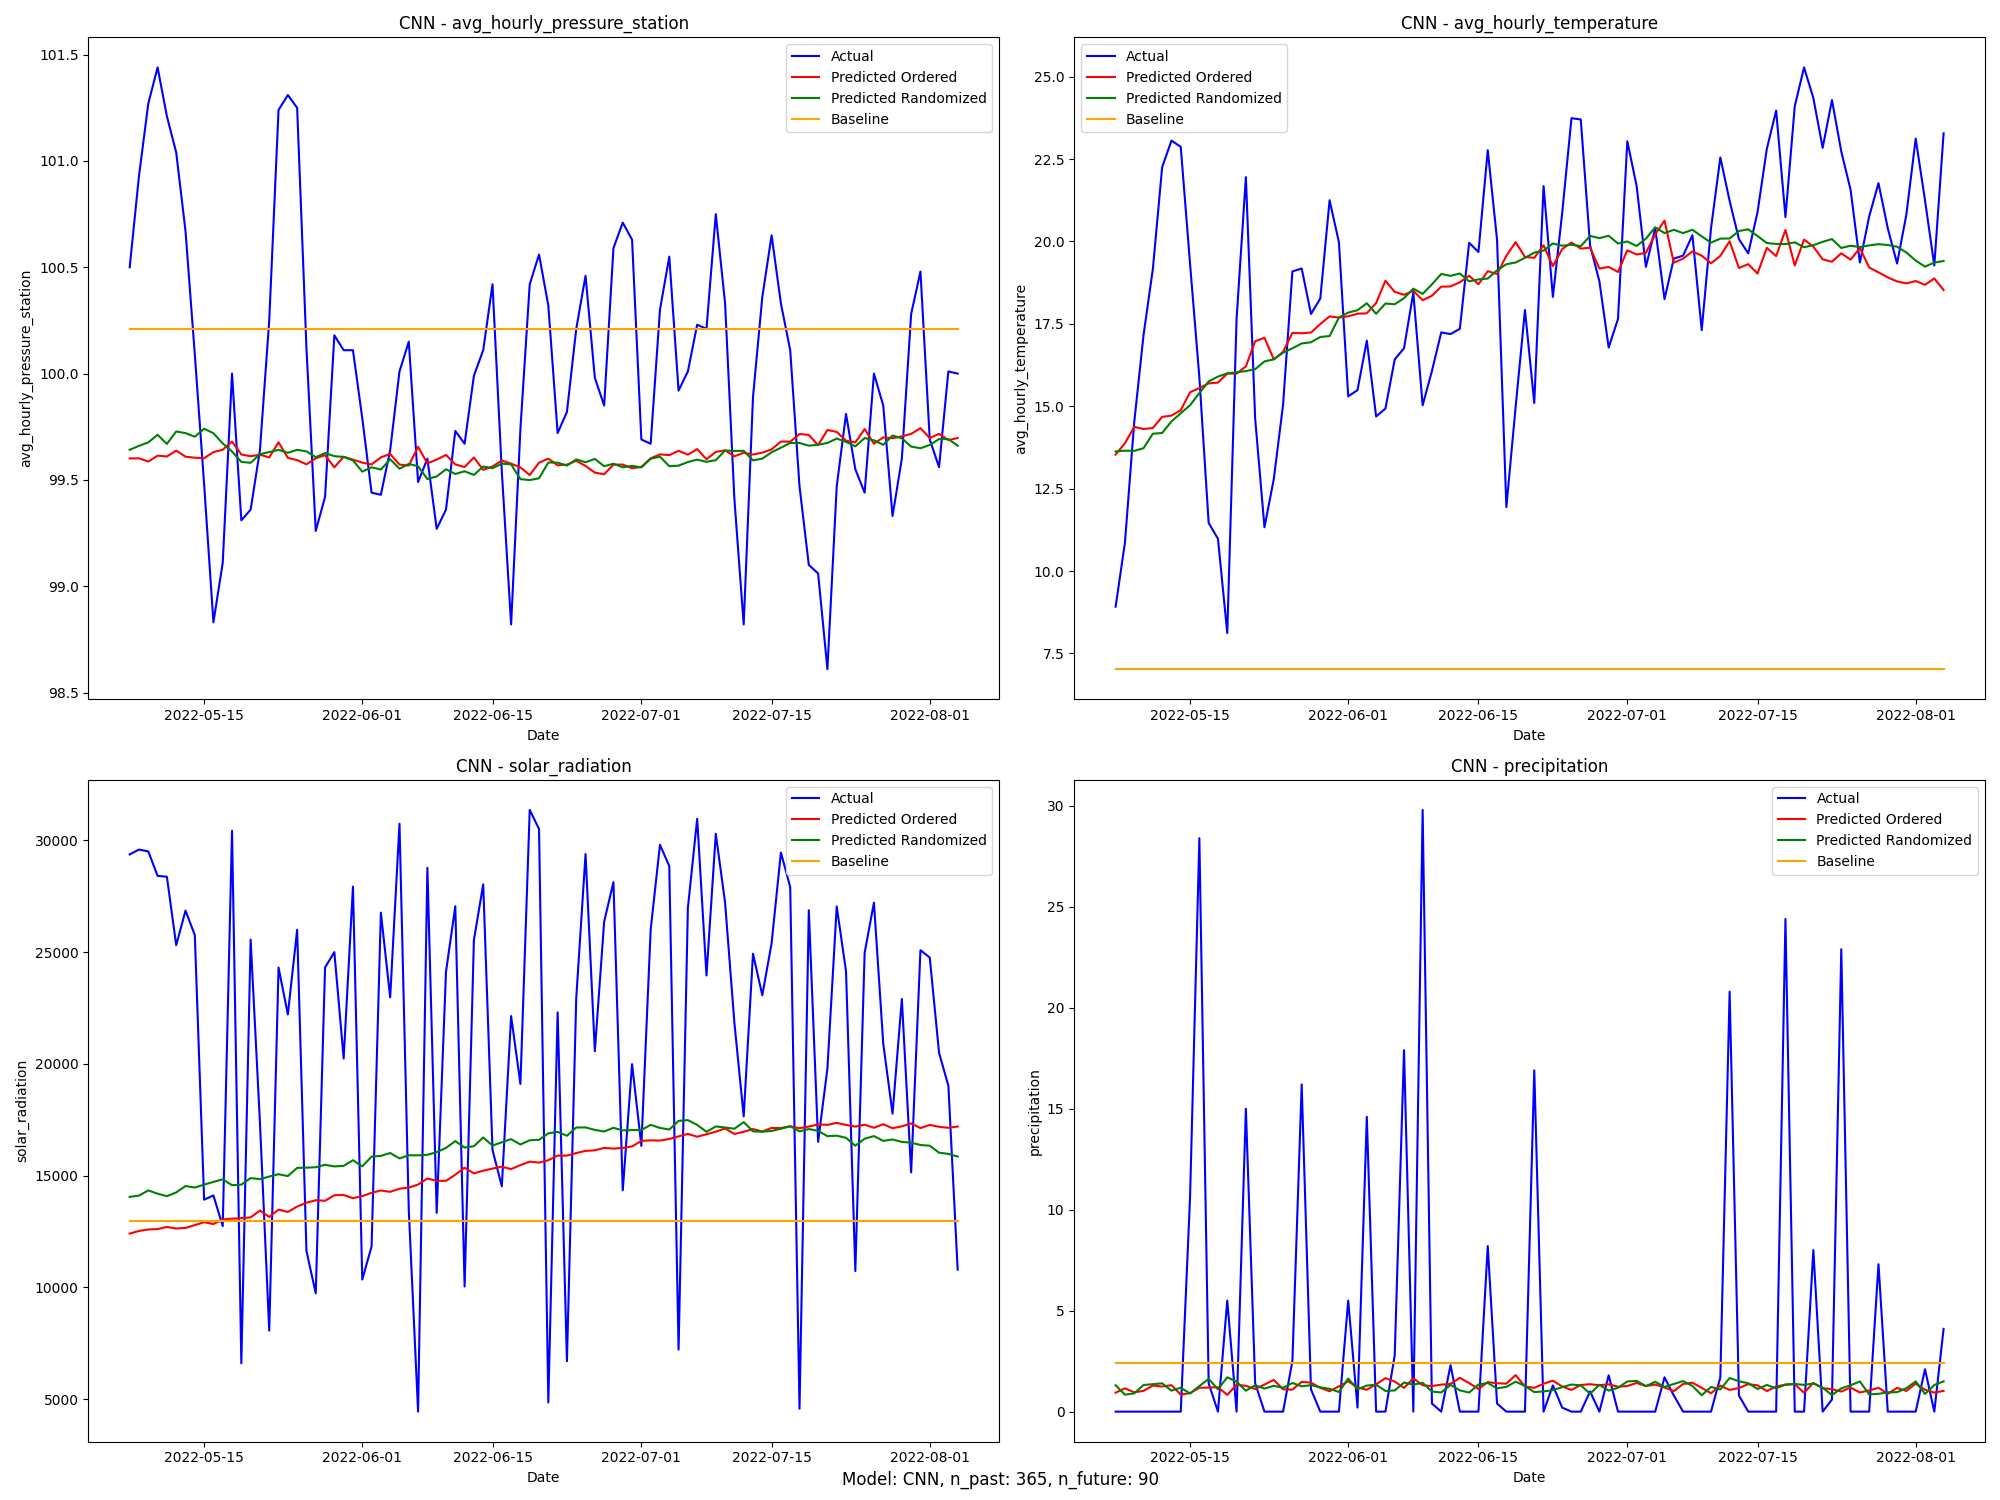 CNN - avg_hourly_pressure_station
avg_hourly_pressure_station
101.5
101.0
100.5
100.0
99.5
99.0
98.5
Actual
Predicted Ordered
Predicted Randomized
Baseline
2022-05-15 2022-06-01 2022-06-15 2022-07-01 2022-07-15 2022-08-01
Date
CNN - avg_hourly_temperature
avg_hourly_temperature
25.0
22.5
20.0
17.5
15.0
12.5
10.0
7.5
Actual
Predicted Ordered
Predicted Randomized
Baseline
2022-05-15 2022-06-01 2022-06-15 2022-07-01 2022-07-15 2022-08-01
Date
CNN - solar_radiation
solar_radiation
30000
25000
20000
15000
10000
5000
Actual
Predicted Ordered
Predicted Randomized
Baseline
2022-05-15 2022-06-01 2022-06-15 2022-07-01 2022-07-15 2022-08-01
Date
CNN - precipitation
precipitation
30
25
20
15
10
5
0
Actual
Predicted Ordered
Predicted Randomized
Baseline
2022-05-15 2022-06-01 2022-06-15 2022-07-01 2022-07-15 2022-08-01
Date
Model: CNN, n_past: 365, n_future: 90